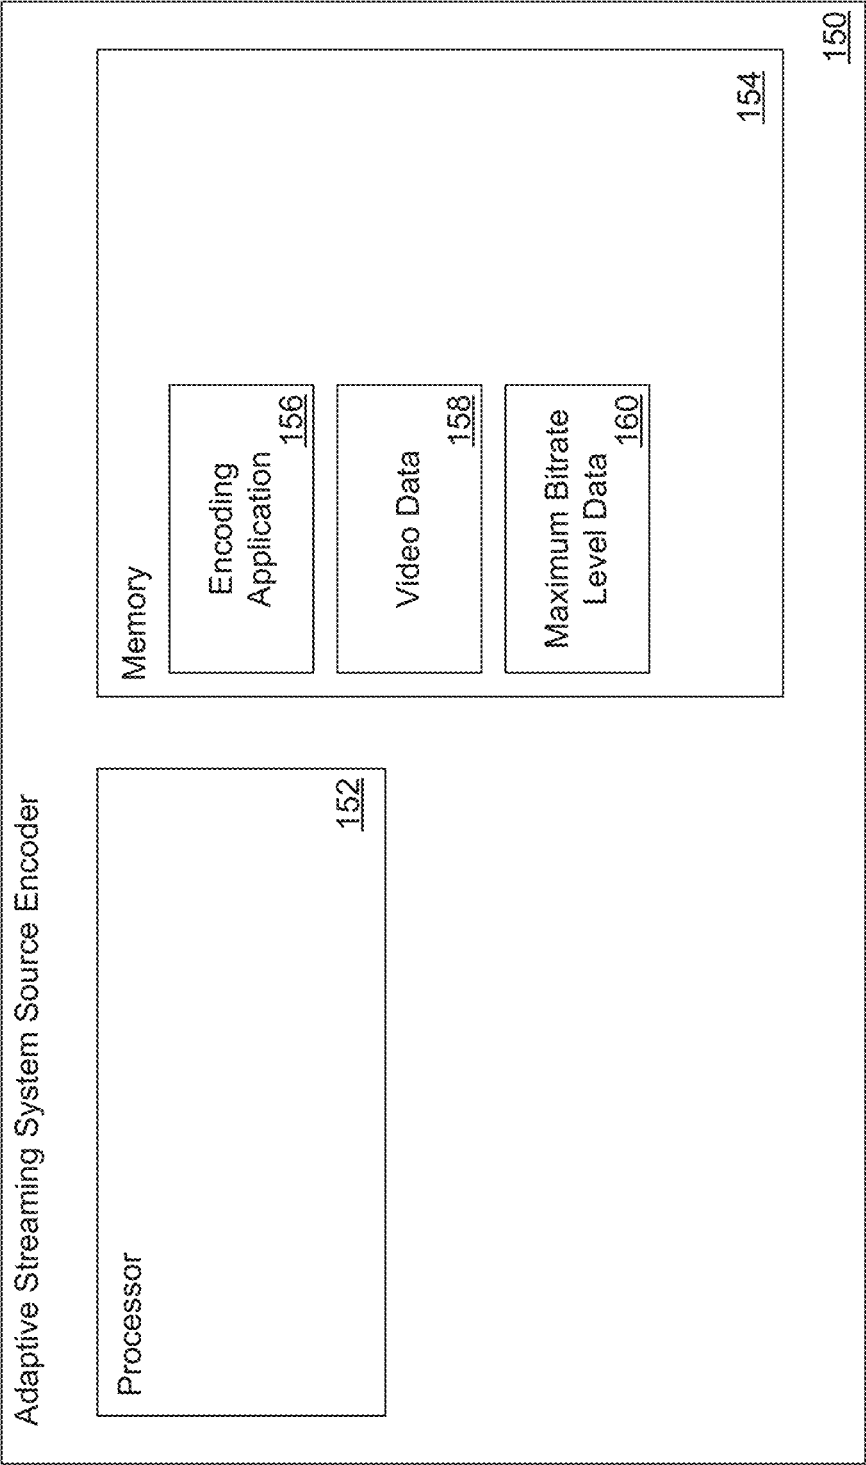 Adaptive Streaming System Source Encoder
Processor
152
Memory
Encoding
Application
156
Video Data
158
Maximum Bitrate
Level Data
160
154
150